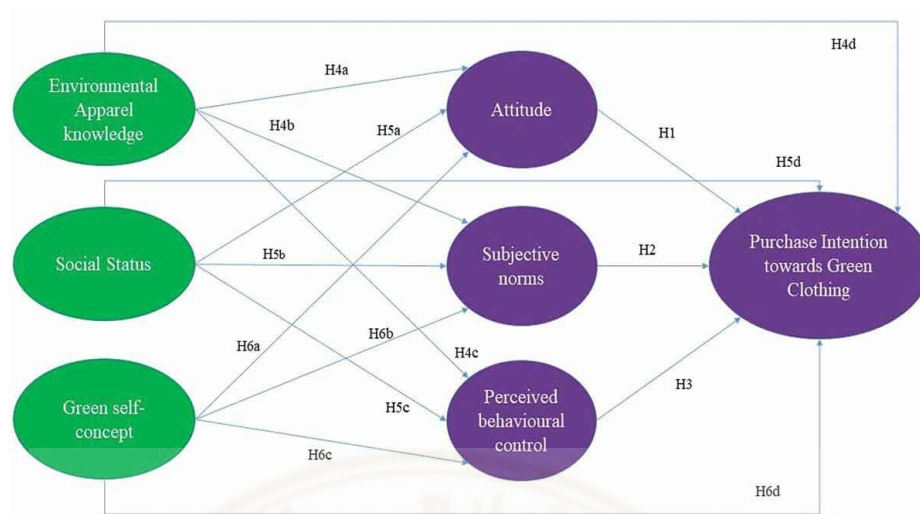 H4d
Environmental
Apparel
knowledge
H4a
H4b
Attitude
H5a
H1
H5d
Social Status
H5b
Subjective
norms
H2
Purchase Intention
towards Green
Clothing
H6a
H6b
H4c
Green self-
concept
H5c
H6c
Perceived
behavioural
control
H3
H6d